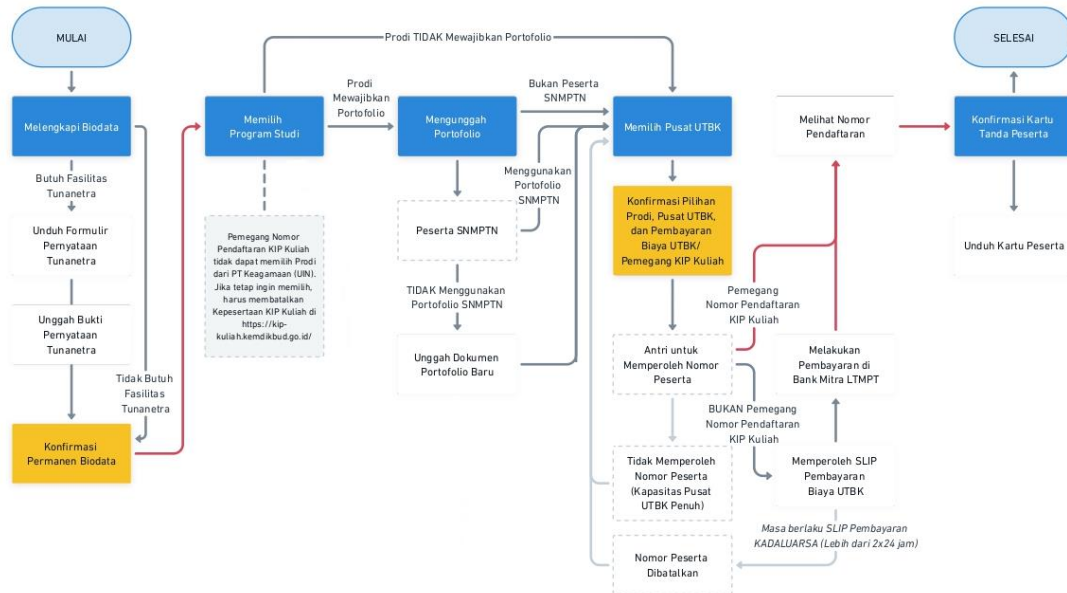 MULAI
Prodi TIDAK Mewajibkan Portofolio
SELESAI
Melengkapi Biodata
Memilih
Program Studi
Prodi
Mewajibkan
Portofolio
Mengunggah
Portofolio
Bukan Peserta
SNMPTN
Memilih Pusat UTBK
Melihat Nomor
Pendaftaran
Konfirmasi Kartu
Tanda Peserta
Butuh Fasilitas
Tunanetra
Unduh Formulir
Pernyataan
Tunanetra
Unggah Bukti
Pernyataan
Tunanetra
Tidak Butuh
Fasilitas
Tunanetra
Konfirmasi
Permanen Biodata
Pemegang Nomor
Pendaftaran KIP Kuliah
tidak dapat memilih Prodi
dari PT Keagamaan (UIN).
Jika tetap ingin memilih,
harus membatalkan
Kepesertaan KIP Kuliah di
https://kip-
kuliah.kemdikbud.go.id/
Menggunakan
Portofolio
SNMPTN
Peserta SNMPTN
TIDAK Menggunakan
Portofolio SNMPTN
Unggah Dokumen
Portofolio Baru
Konfirmasi Pilihan
Prodi, Pusat UTBK,
dan Pembayaran
Biaya UTBK/
Pemegang KIP Kuliah
Unduh Kartu Peserta
Pemegang
Nomor Pendaftaran
KIP Kuliah
Antri untuk
Memperoleh Nomor
Peserta
Melakukan
Pembayaran di
Bank Mitra LTMPT
BUKAN Pemegang
Nomor Pendaftaran
KIP Kuliah
Tidak Memperoleh
Nomor Peserta
(Kapasitas Pusat
UTBK Penuh)
Memperoleh SLIP
Pembayaran
Biaya UTBK
Masa berlaku SLIP Pembayaran
KADALUARSA (Lebih dari 2x24 jam)
Nomor Peserta
Dibatalkan